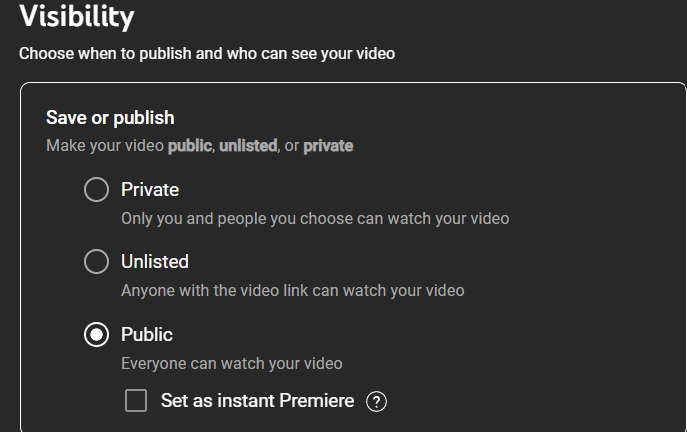 Visibility
Choose when to publish and who can see your video
Save or publish
Make your video public, unlisted, or private
Private
Only you and people you choose can watch your video
Unlisted
Anyone with the video link can watch your video
Public
Everyone can watch your video
Set as instant Premiere ?